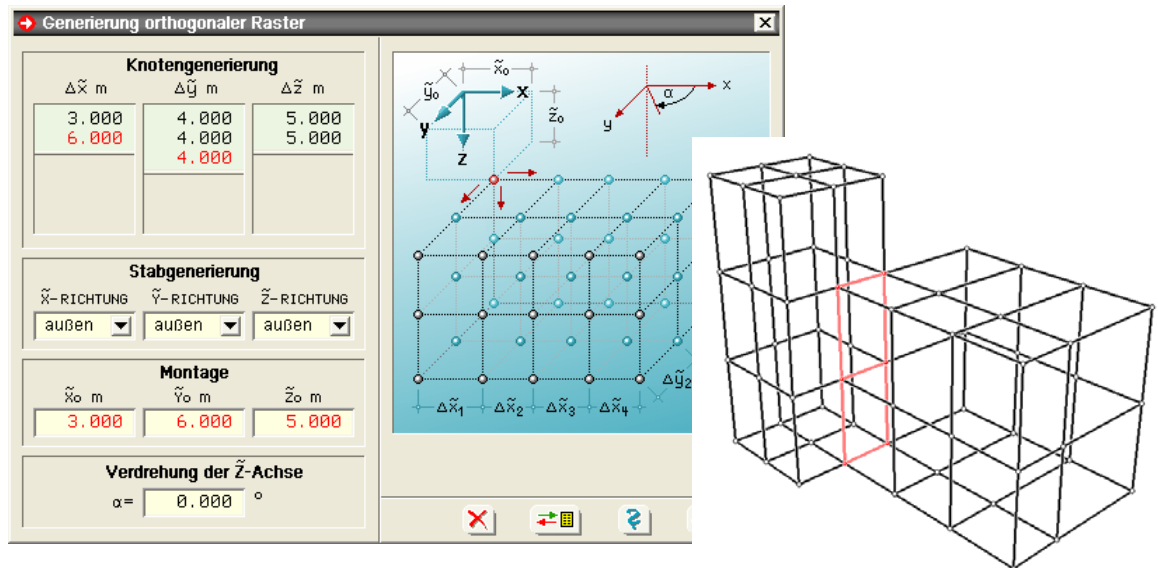 Generierung orthogonaler Raster
Knotengenerierung
Δx̃ m Δỹ m Δz̃ m
3.000 4.000 5.000
6.000 4.000 5.000
4.000
Stabgenerierung
X̃-RICHTUNG Ỹ-RICHTUNG Z̃-RICHTUNG
außen außen außen
Montage
X̃o m Ỹo m Z̃o m
3.000 6.000 5.000
Verdrehung der Z̃-Achse
α= 0.000 °
x̃o
ỹo
x
z̃o
y
z
α
x
y
Δỹ2
Δx̃1 Δx̃2 Δx̃3 Δx̃4